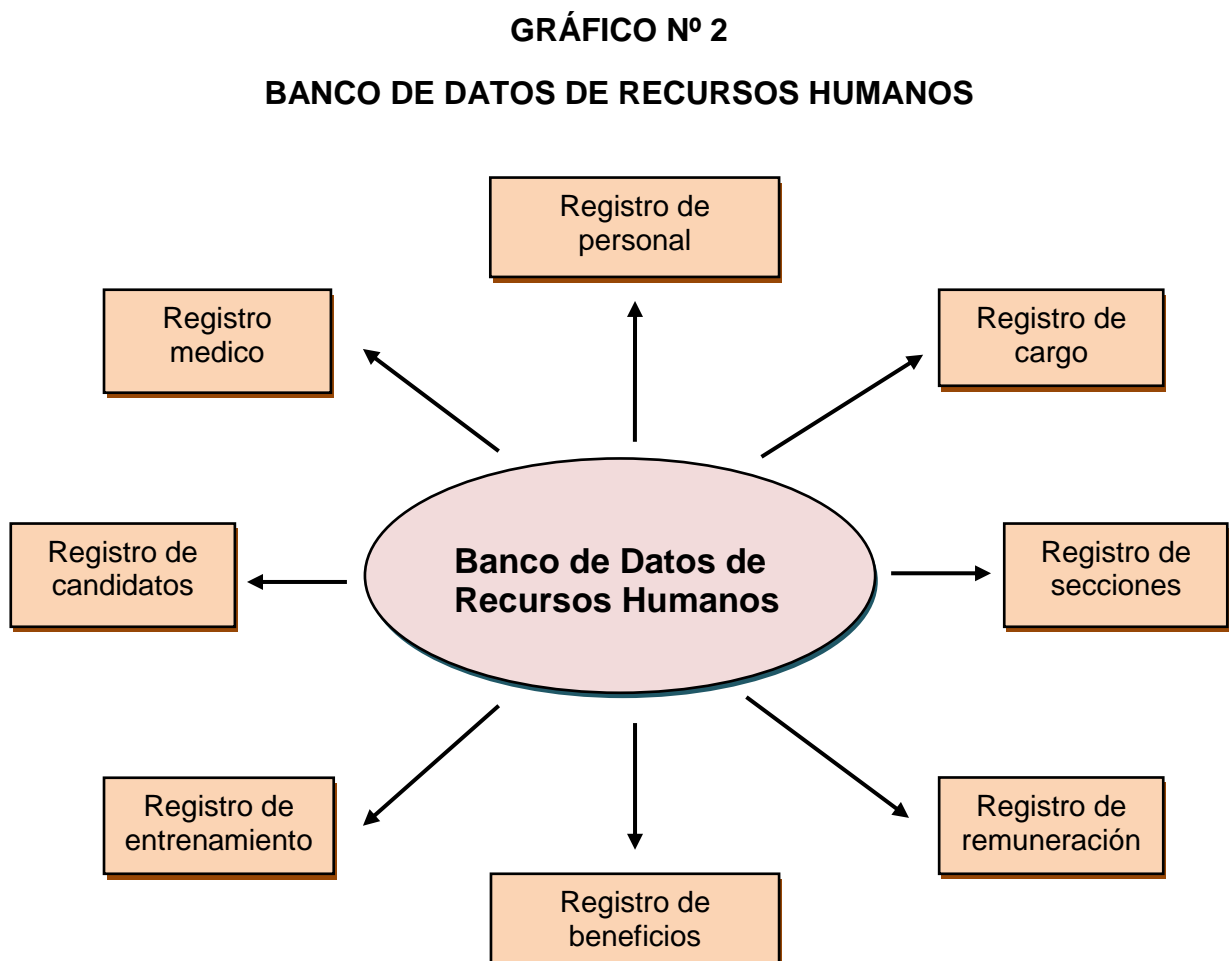 GRÁFICO Nº 2
BANCO DE DATOS DE RECURSOS HUMANOS
Registro de
personal
Registro
medico
Registro de
cargo
Registro de
candidatos
Banco de Datos de
Recursos Humanos
Registro de
secciones
Registro de
entrenamiento
Registro de
remuneración
Registro de
beneficios